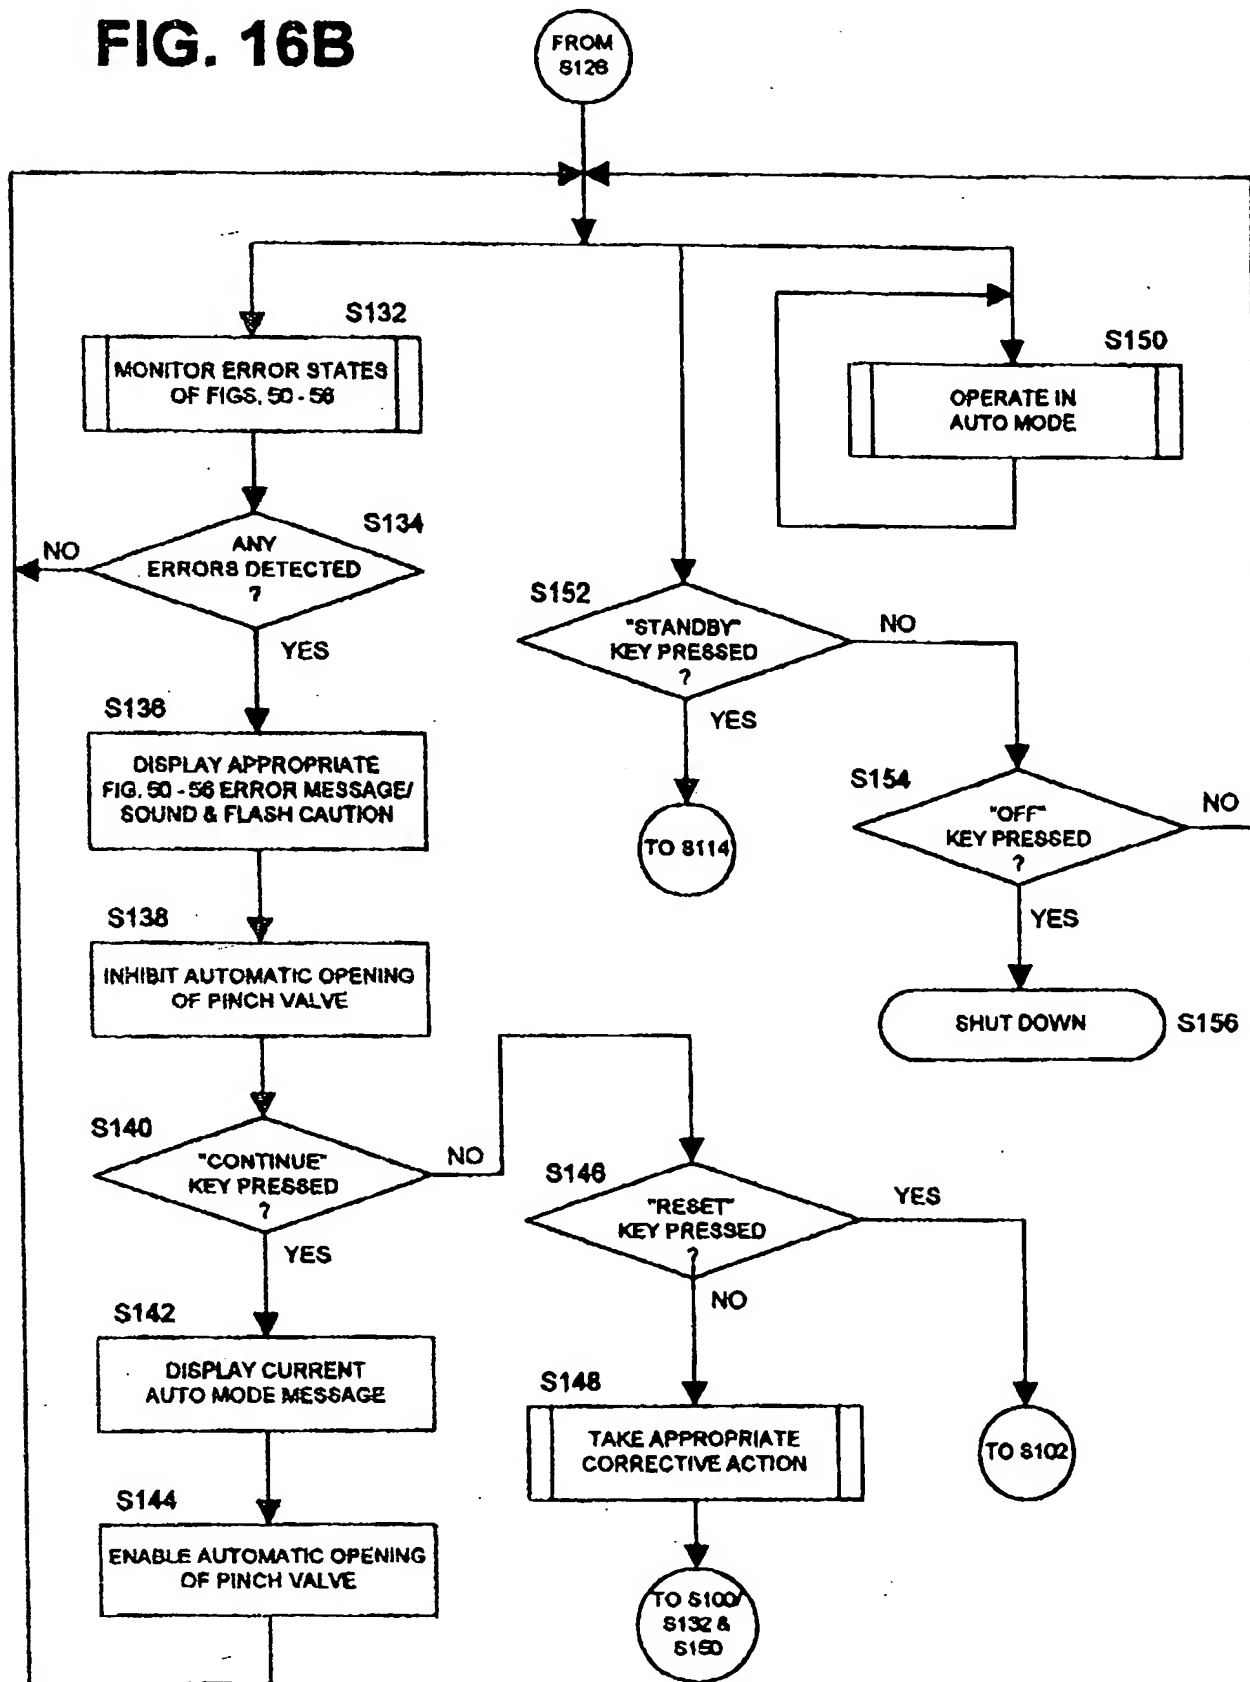 FIG. 16B
FROM
S128
S132
MONITOR ERROR STATES
OF FIGS. 50 - 56
S150
OPERATE IN
AUTO MODE
S134
ANY
ERRORS DETECTED
?
NO
YES
S152
"STANDBY"
KEY PRESSED
?
NO
YES
S136
DISPLAY APPROPRIATE
FIG. 50 - 56 ERROR MESSAGE/
SOUND & FLASH CAUTION
TO S114
S154
"OFF"
KEY PRESSED
?
NO
YES
S138
INHIBIT AUTOMATIC OPENING
OF PINCH VALVE
SHUT DOWN
S156
S140
"CONTINUE"
KEY PRESSED
?
NO
YES
S146
"RESET"
KEY PRESSED
?
YES
NO
S142
DISPLAY CURRENT
AUTO MODE MESSAGE
S148
TAKE APPROPRIATE
CORRECTIVE ACTION
TO S102
S144
ENABLE AUTOMATIC OPENING
OF PINCH VALVE
TO S100/
S132 &
S150